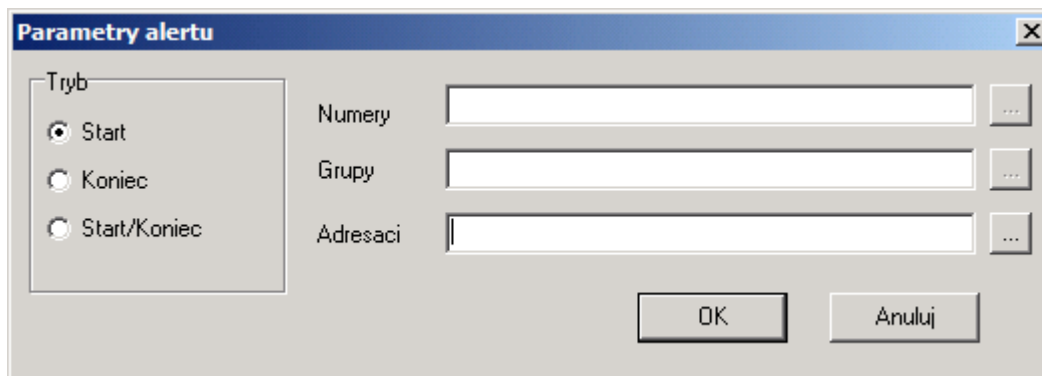 Parametry alertu
Tryb
Start
Koniec
Start/Koniec
Numery
...
Grupy
...
Adresaci
...
OK
Anuluj